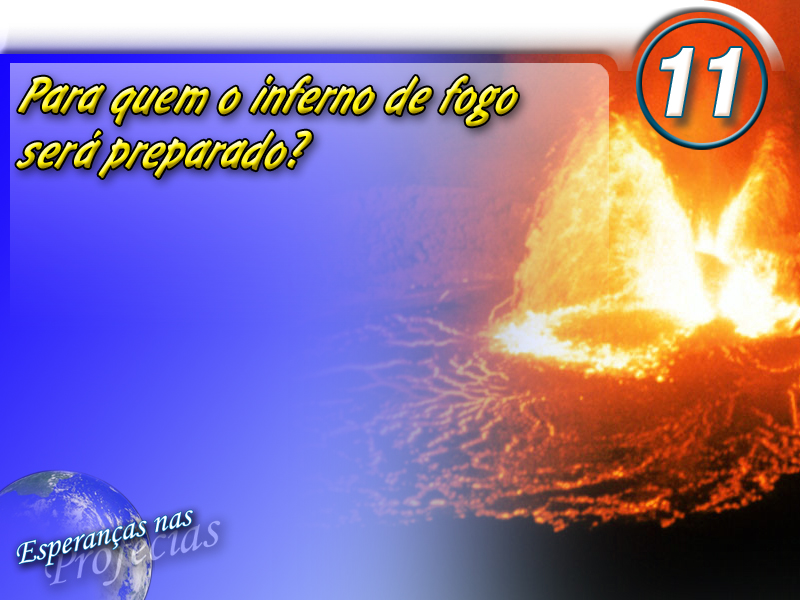 11
Para quem o inferno de fogo
será preparado?
Esperanças nas
Profecias